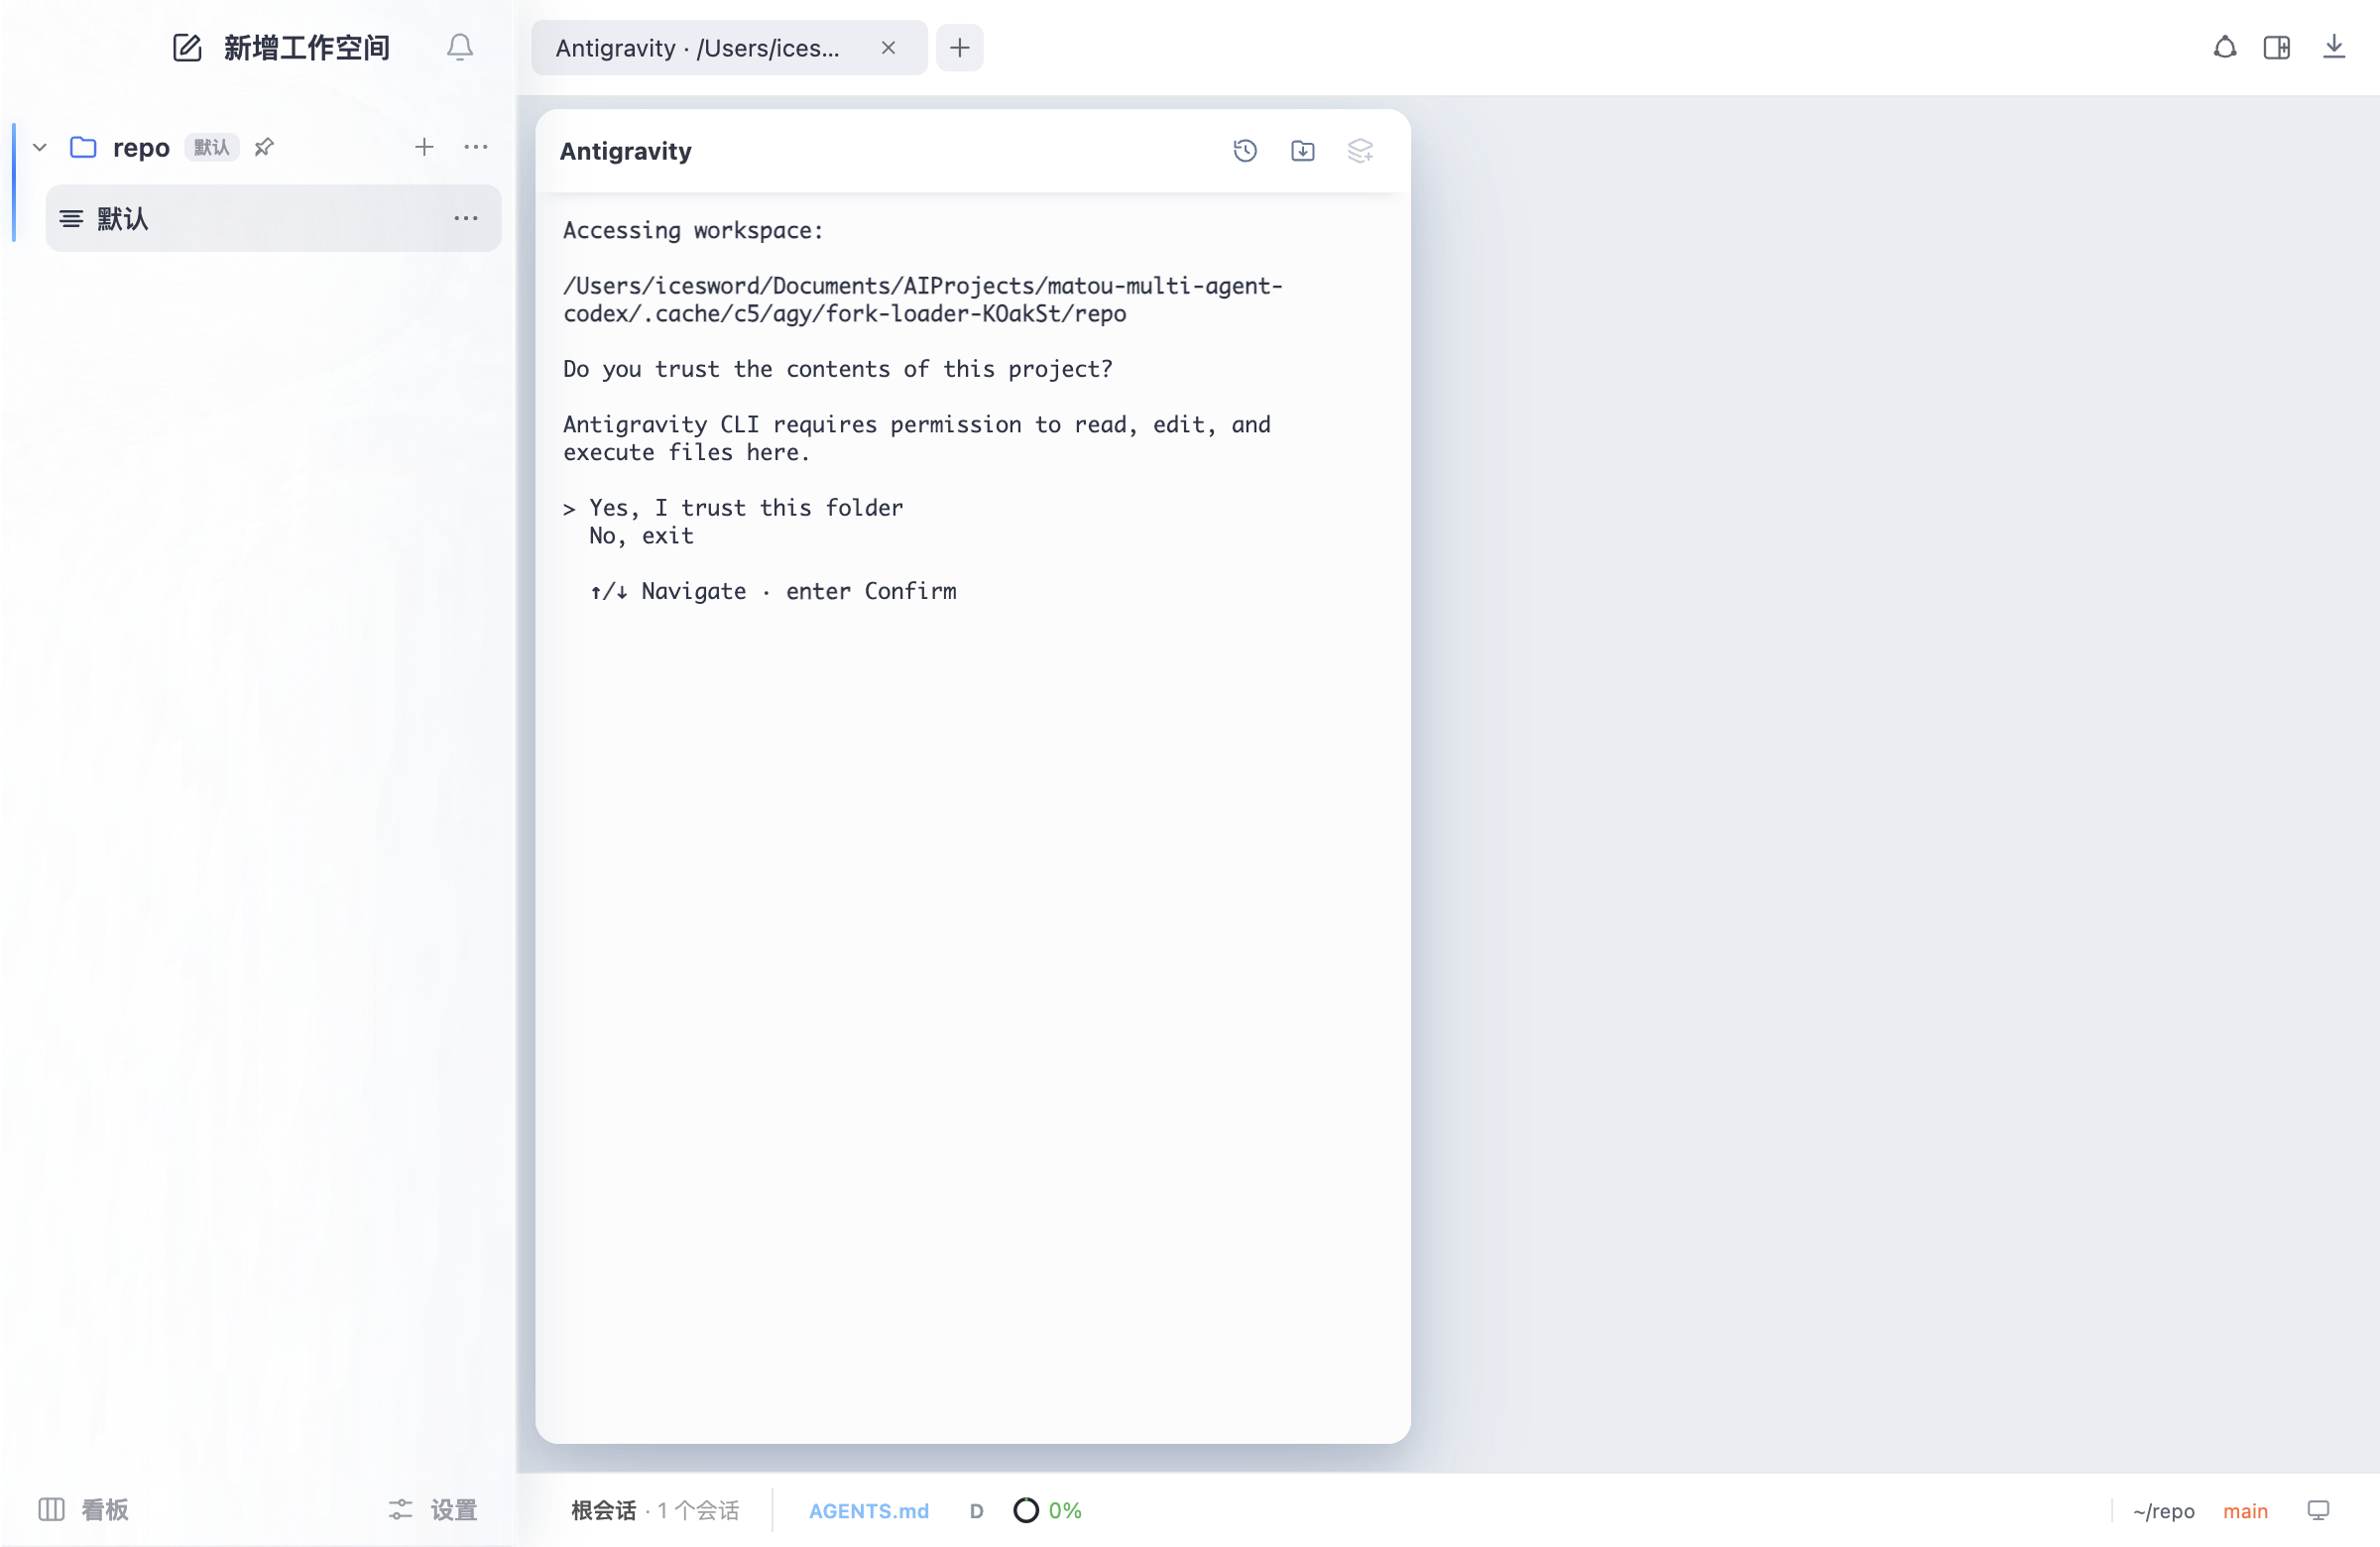 新增工作空间
Antigravity · /Users/ices...
repo 默认
默认
Antigravity
Accessing workspace:
/Users/icesword/Documents/AIProjects/matou-multi-agent-
codex/.cache/c5/agy/fork-loader-KOakSt/repo
Do you trust the contents of this project?
Antigravity CLI requires permission to read, edit, and
execute files here.
> Yes, I trust this folder
No, exit
↑/↓ Navigate · enter Confirm
看板
设置
根会话 · 1 个会话
AGENTS.md
D
0%
~/repo
main